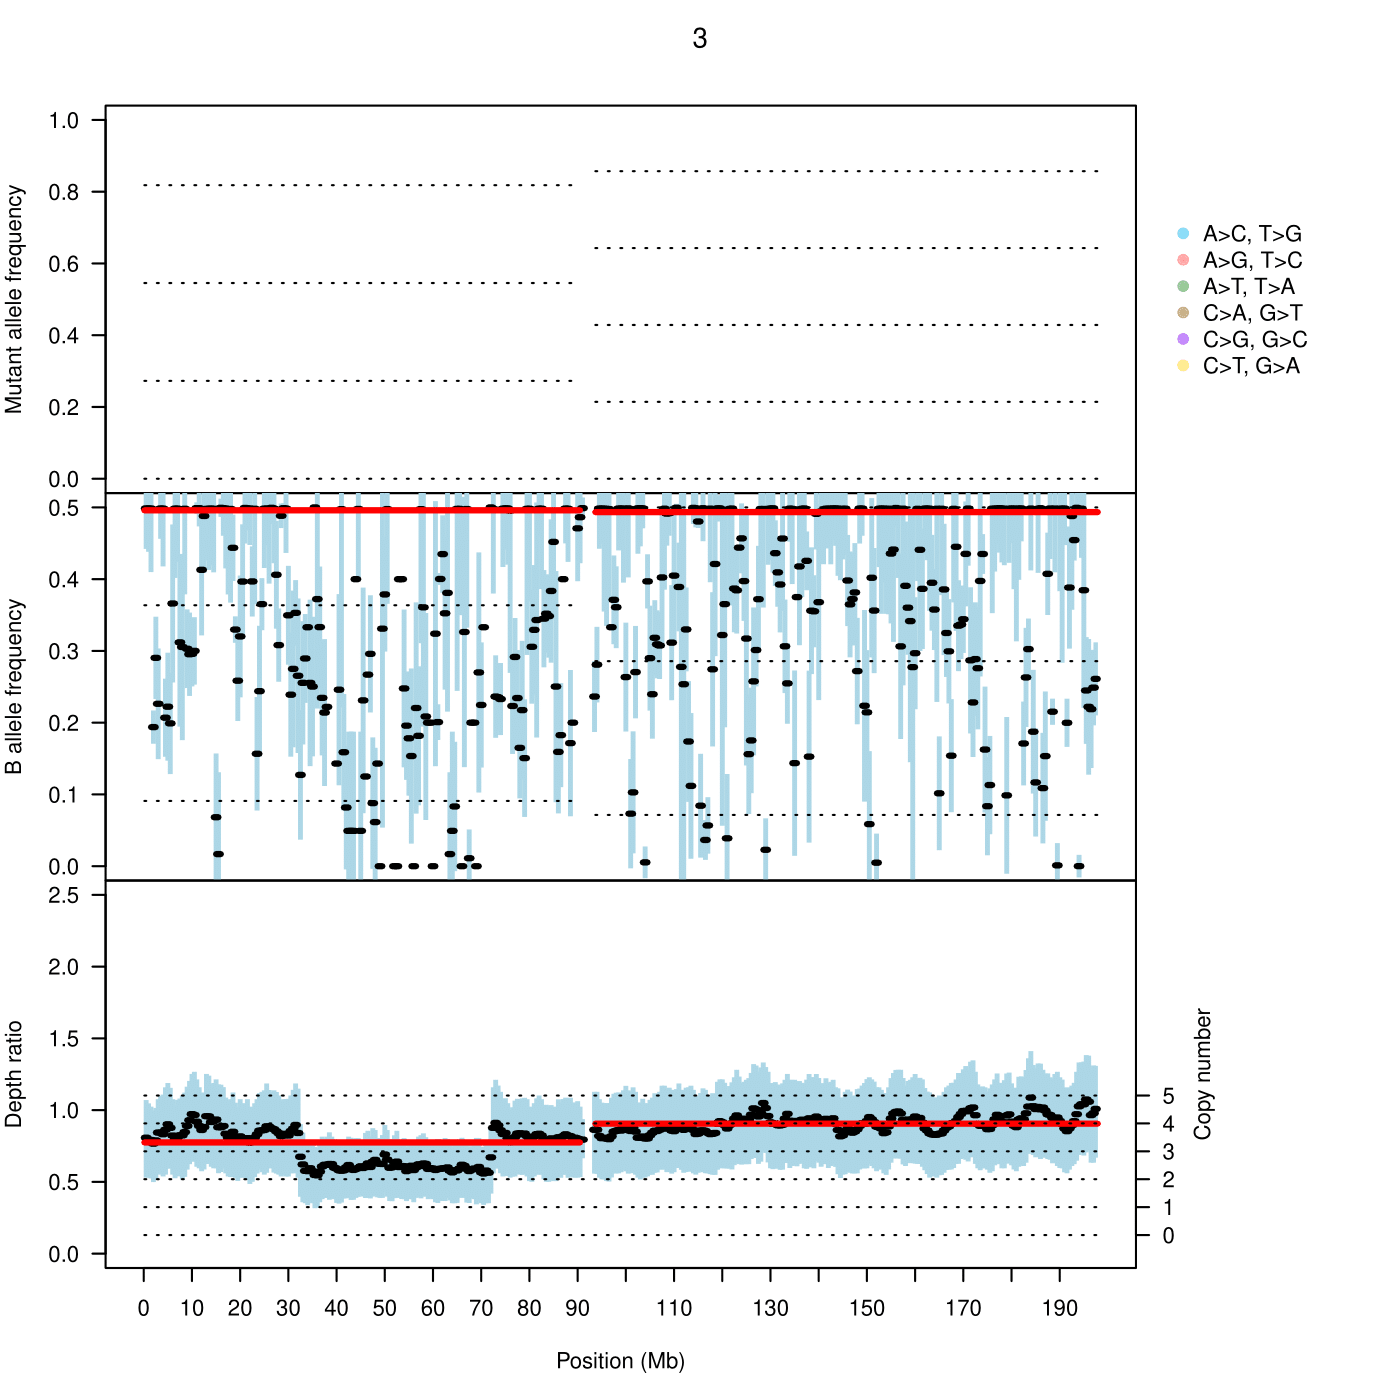 3
1.0
0.8
0.6
0.4
0.2
0.0
Mutant allele frequency
A>C, T>G
A>G, T>C
A>T, T>A
C>A, G>T
C>G, G>C
C>T, G>A
0.5
0.4
0.3
0.2
0.1
0.0
B allele frequency
2.5
2.0
1.5
1.0
0.5
0.0
Depth ratio
5
4
3
2
1
0
Copy number
0 10 20 30 40 50 60 70 80 90 110 130 150 170 190
Position (Mb)